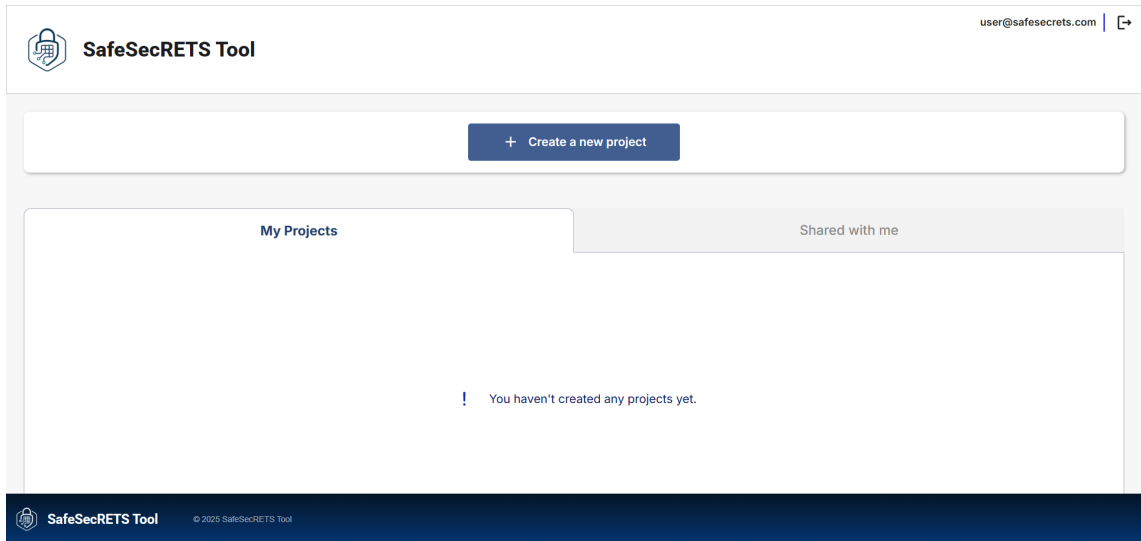 user@safesecrets.com
SafeSecRETS Tool
+ Create a new project
My Projects
Shared with me
! You haven't created any projects yet.
SafeSecRETS Tool
© 2025 SafeSecRETS Tool